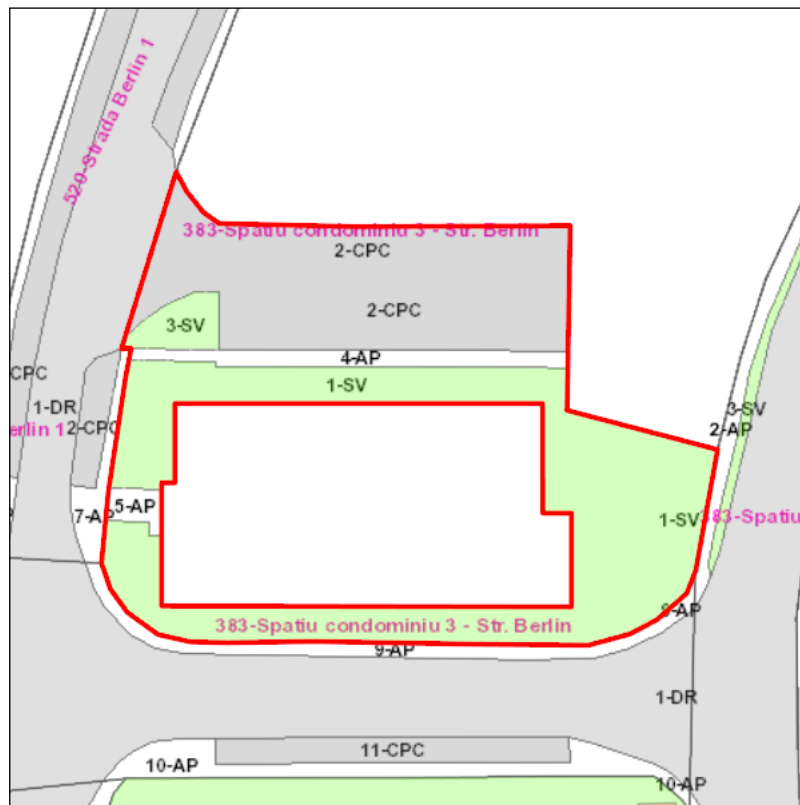 520-Strada Berlin 1
383-Spatiu condominiu 3 - Str. Berlin
2-CPC
2-CPC
3-SV
4-AP
1-SV
CPC
1-DR
3-SV
2-AP
erlin 1
2-CPC
5-AP
7-AP
1-SV
383-Spatiu
9-AP
383-Spatiu condominiu 3 - Str. Berlin
9-AP
1-DR
11-CPC
10-AP
10-AP